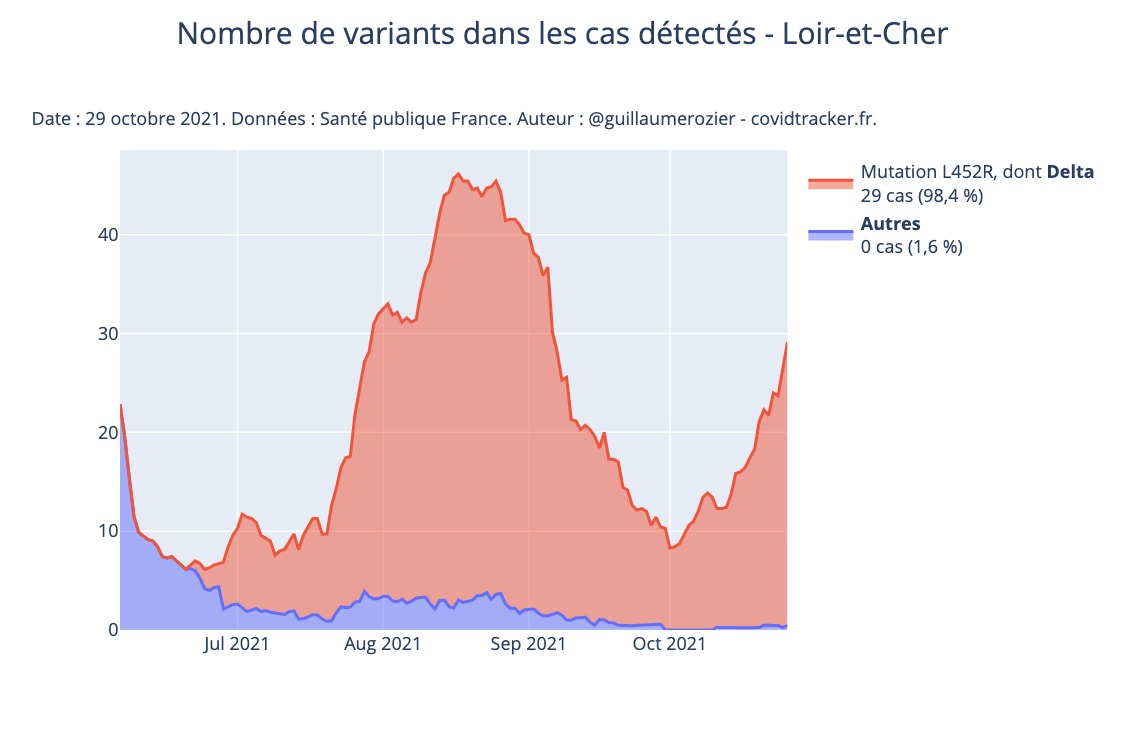 Nombre de variants dans les cas détectés - Loir-et-Cher
Date : 29 octobre 2021. Données : Santé publique France. Auteur : @guillaumerozier - covidtracker.fr.
Mutation L452R, dont Delta
29 cas (98,4 %)
Autres
0 cas (1,6 %)
40
30
20
10
0
Jul 2021
Aug 2021
Sep 2021
Oct 2021